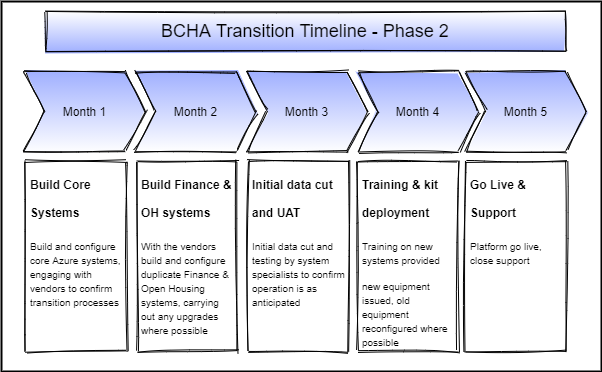 BCHA Transition Timeline - Phase 2
Month 1
Month 2
Month 3
Month 4
Month 5
Build Core
Systems
Build and configure
core Azure systems,
engaging with
vendors to confirm
transition processes
Build Finance &
OH systems
With the vendors
build and configure
duplicate Finance &
Open Housing
systems, carrying
out any upgrades
where possible
Initial data cut
and UAT
Initial data cut and
testing by system
specialists to confirm
operation is as
anticipated
Training & kit
deployment
Training on new
systems provided
new equipment
issued, old
equipment
reconfigured where
possible
Go Live &
Support
Platform go live,
close support